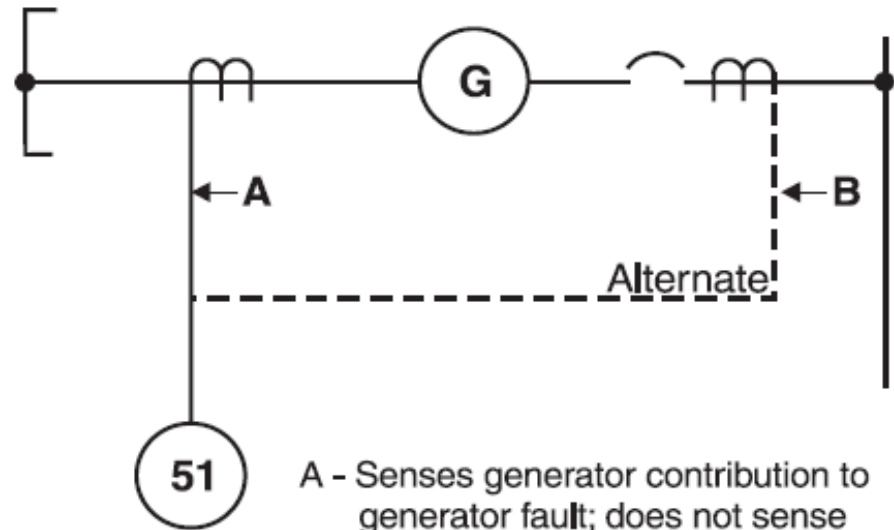 G
A
B
Alternate
51
A - Senses generator contribution to
generator fault; does not sense